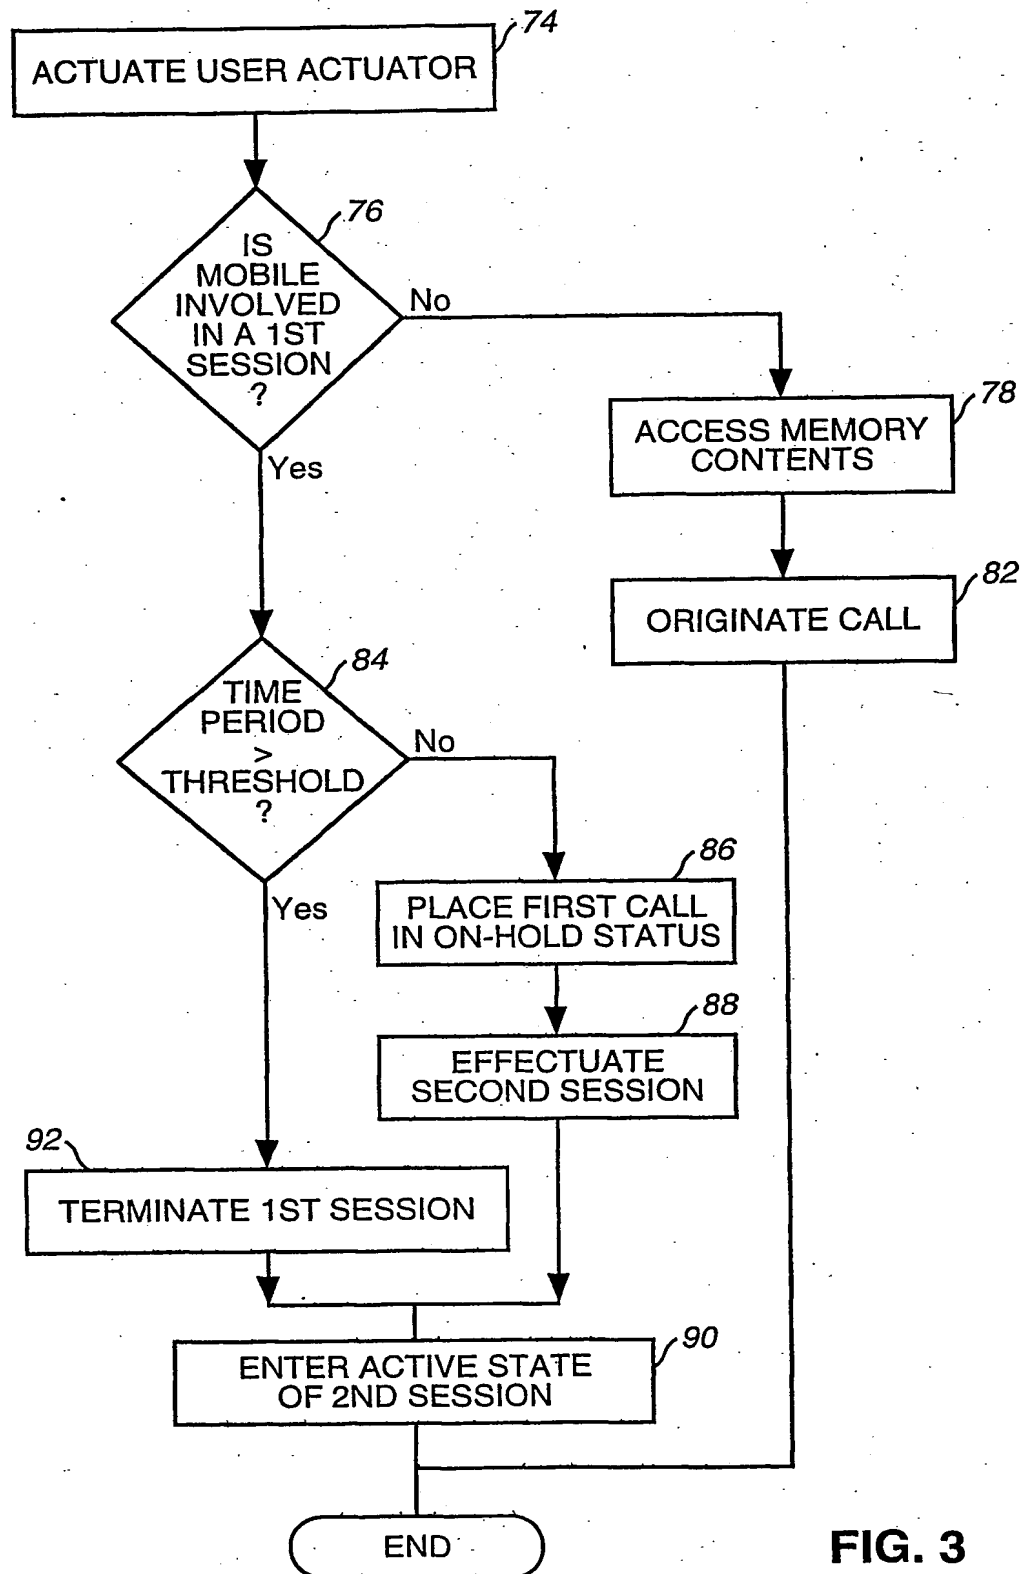 74
ACTUATE USER ACTUATOR
76
IS
MOBILE
INVOLVED
IN A 1ST
SESSION
?
No
Yes
78
ACCESS MEMORY
CONTENTS
82
ORIGINATE CALL
84
TIME
PERIOD
>
THRESHOLD
?
No
Yes
86
PLACE FIRST CALL
IN ON-HOLD STATUS
88
EFFECTUATE
SECOND SESSION
92
TERMINATE 1ST SESSION
90
ENTER ACTIVE STATE
OF 2ND SESSION
END
FIG. 3